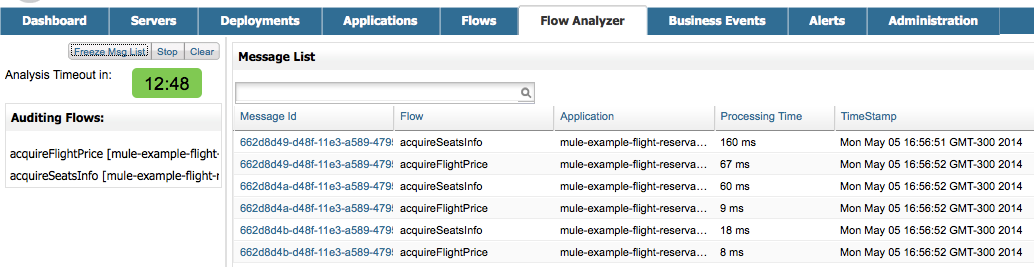 Dashboard Servers Deployments Applications Flows Flow Analyzer Business Events Alerts Administration
Freeze Msg List Stop Clear
Analysis Timeout in: 12:48
Auditing Flows:
acquireFlightPrice [mule-example-flight-
acquireSeatsInfo [mule-example-flight-r
Message List
Message Id Flow Application Processing Time TimeStamp
662d8d49-d48f-11e3-a589-4795 acquireSeatsInfo mule-example-flight-reserva... 160 ms Mon May 05 16:56:51 GMT-300 2014
662d8d49-d48f-11e3-a589-4795 acquireFlightPrice mule-example-flight-reserva... 67 ms Mon May 05 16:56:52 GMT-300 2014
662d8d4a-d48f-11e3-a589-4795 acquireSeatsInfo mule-example-flight-reserva... 60 ms Mon May 05 16:56:52 GMT-300 2014
662d8d4a-d48f-11e3-a589-4795 acquireFlightPrice mule-example-flight-reserva... 9 ms Mon May 05 16:56:52 GMT-300 2014
662d8d4b-d48f-11e3-a589-4795 acquireSeatsInfo mule-example-flight-reserva... 18 ms Mon May 05 16:56:52 GMT-300 2014
662d8d4b-d48f-11e3-a589-4795 acquireFlightPrice mule-example-flight-reserva... 8 ms Mon May 05 16:56:52 GMT-300 2014